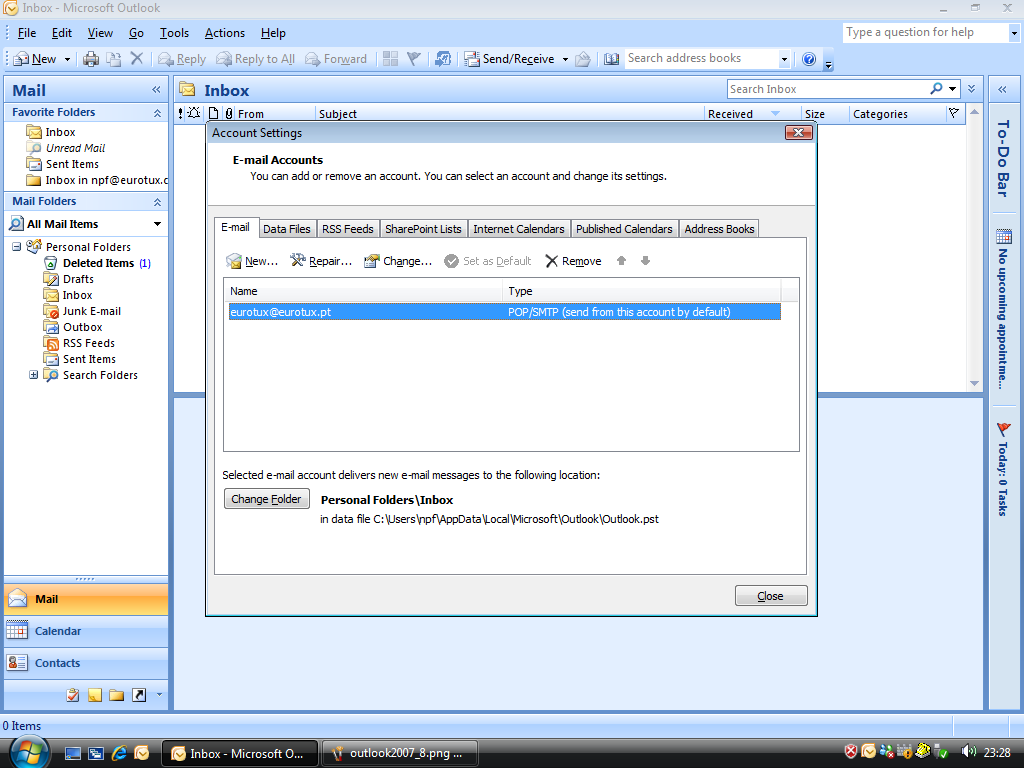 Inbox - Microsoft Outlook
File Edit View Go Tools Actions Help
Type a question for help
New Reply Reply to All Forward Send/Receive Search address books
Mail
Favorite Folders
Inbox
Unread Mail
Sent Items
Inbox in npf@eurotux.c
Mail Folders
All Mail Items
Personal Folders
Deleted Items (1)
Drafts
Inbox
Junk E-mail
Outbox
RSS Feeds
Sent Items
Search Folders
Mail
Calendar
Contacts
Inbox
Search Inbox
From Subject Received Size Categories
Account Settings
E-mail Accounts
You can add or remove an account. You can select an account and change its settings.
E-mail Data Files RSS Feeds SharePoint Lists Internet Calendars Published Calendars Address Books
New... Repair... Change... Set as Default Remove
Name Type
eurotux@eurotux.pt POP/SMTP (send from this account by default)
Selected e-mail account delivers new e-mail messages to the following location:
Change Folder Personal Folders\Inbox
in data file C:\Users\npf\AppData\Local\Microsoft\Outlook\Outlook.pst
Close
To-Do Bar
No upcoming appointme...
Today: 0 Tasks
0 Items
Inbox - Microsoft O... outlook2007_8.png ... 23:28